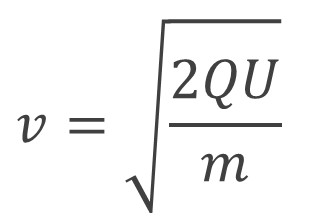 v = √(2QU/m)